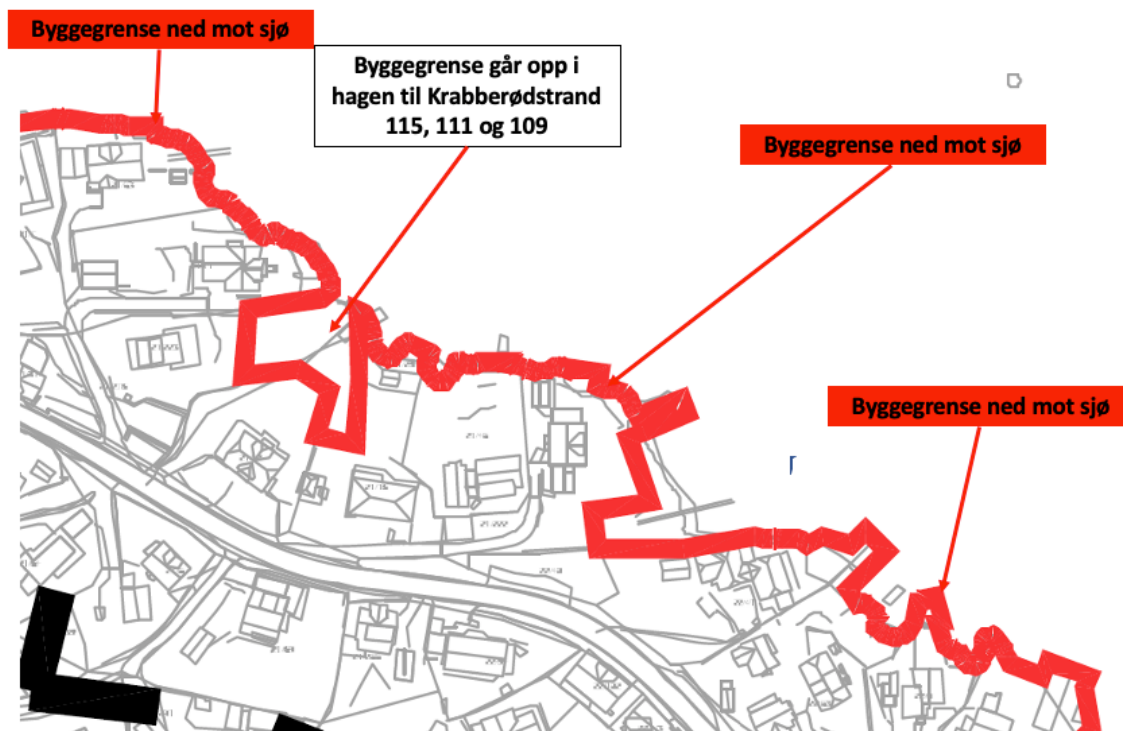 Byggegrense ned mot sjø
Byggegrense går opp i
hagen til Krabberødstrand
115, 111 og 109
Byggegrense ned mot sjø
Byggegrense ned mot sjø